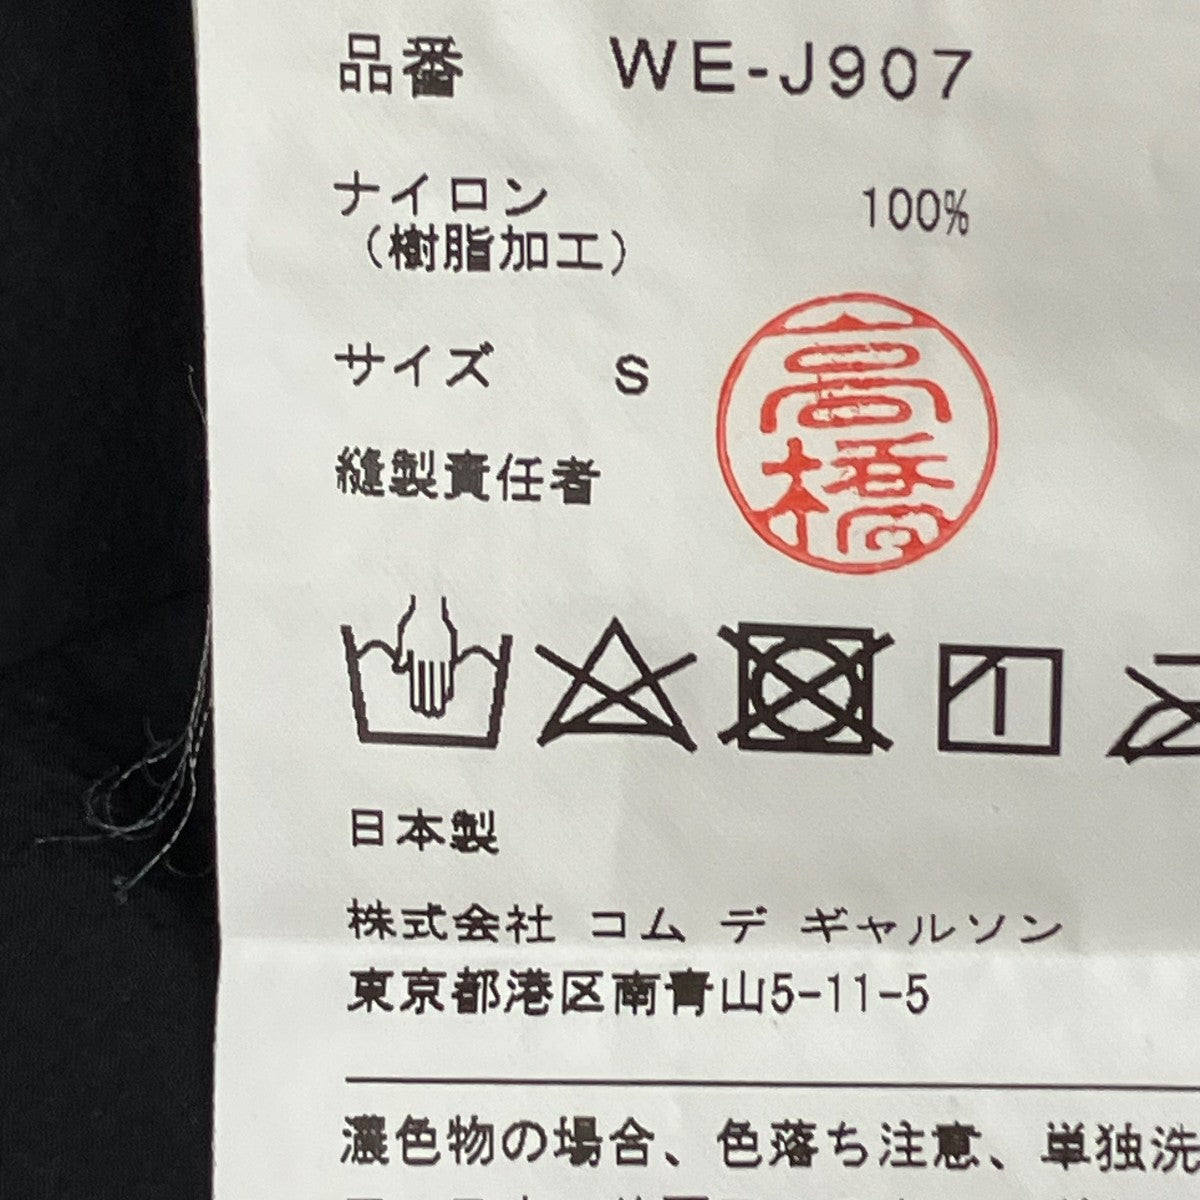 品番 WE-J907
ナイロン 100%
(樹脂加工)
サイズ S
高橋
縫製責任者
日本製
株式会社 コム デ ギャルソン
東京都港区南青山5-11-5
濃色物の場合、色落ち注意、単独洗